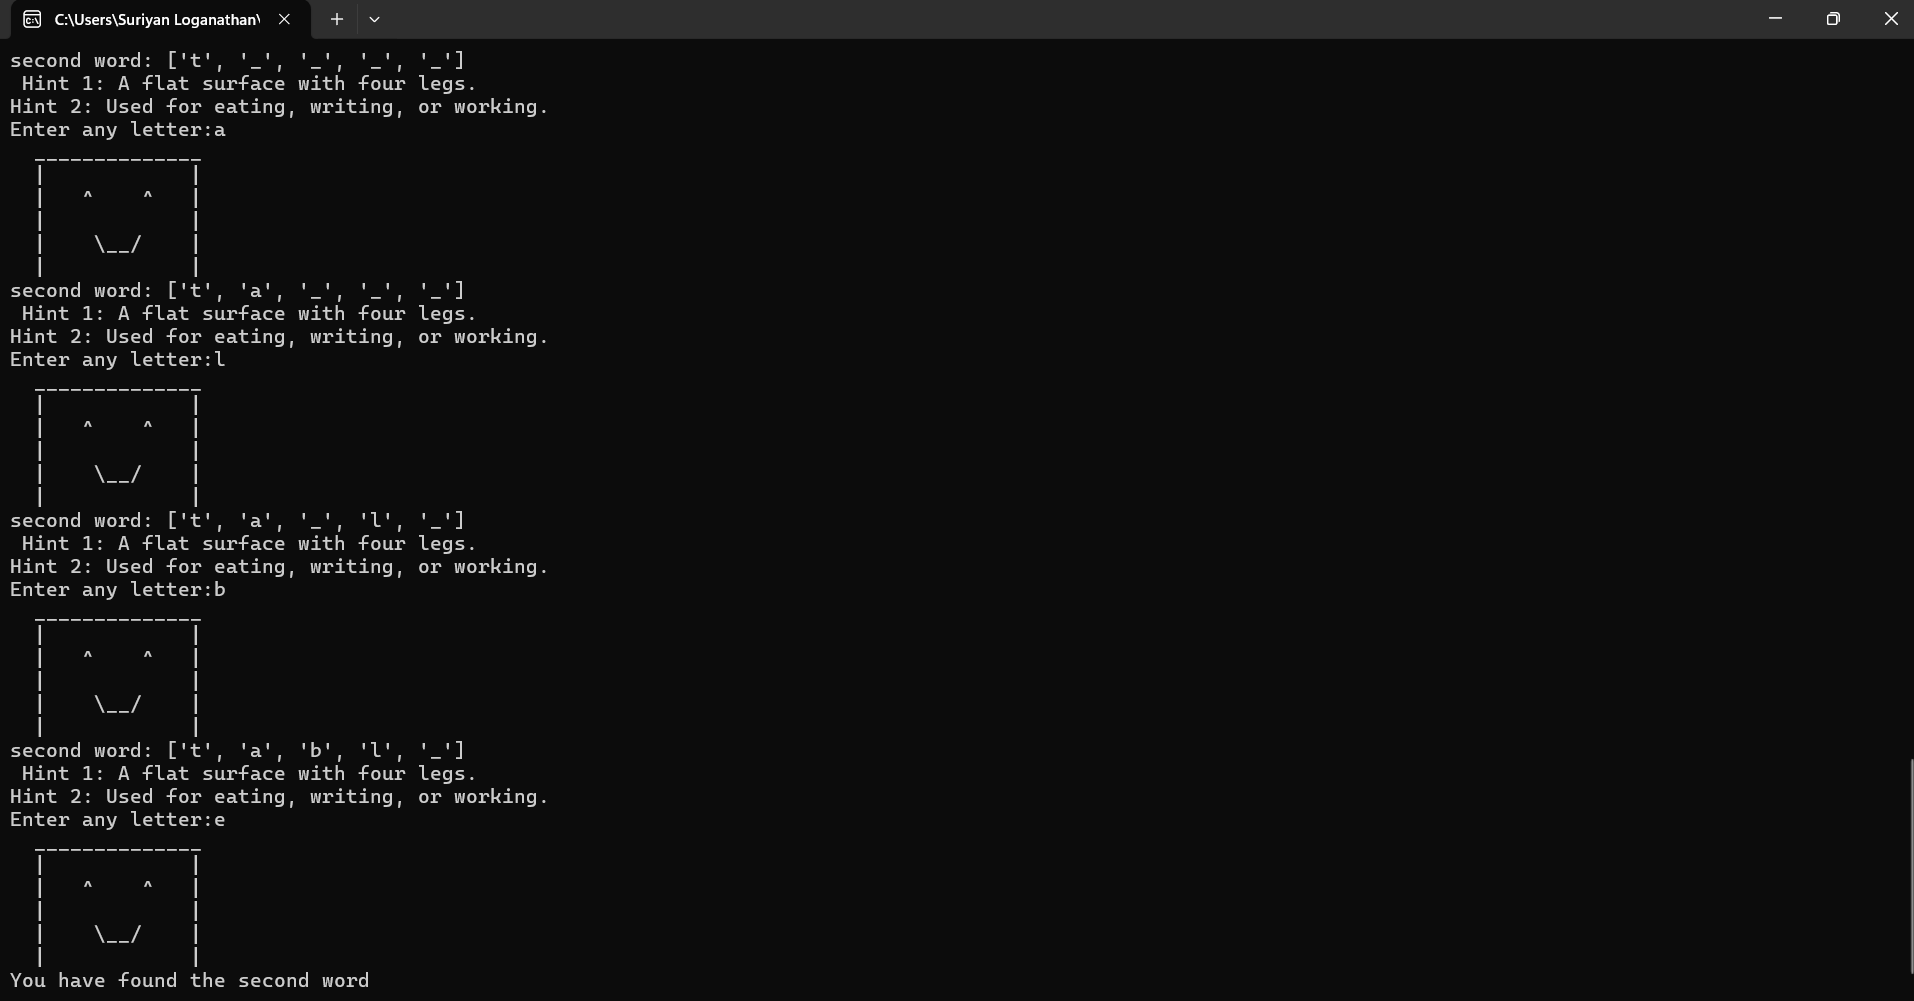 C:\Users\Suriyan Loganathan\
second word: ['t', '_', '_', '_', '_']
 Hint 1: A flat surface with four legs.
Hint 2: Used for eating, writing, or working.
Enter any letter:a
  ______________
  |            |
  |   ^    ^   |
  |            |
  |    \__/    |
  |            |
second word: ['t', 'a', '_', '_', '_']
 Hint 1: A flat surface with four legs.
Hint 2: Used for eating, writing, or working.
Enter any letter:l
  ______________
  |            |
  |   ^    ^   |
  |            |
  |    \__/    |
  |            |
second word: ['t', 'a', '_', 'l', '_']
 Hint 1: A flat surface with four legs.
Hint 2: Used for eating, writing, or working.
Enter any letter:b
  ______________
  |            |
  |   ^    ^   |
  |            |
  |    \__/    |
  |            |
second word: ['t', 'a', 'b', 'l', '_']
 Hint 1: A flat surface with four legs.
Hint 2: Used for eating, writing, or working.
Enter any letter:e
  ______________
  |            |
  |   ^    ^   |
  |            |
  |    \__/    |
  |            |
You have found the second word